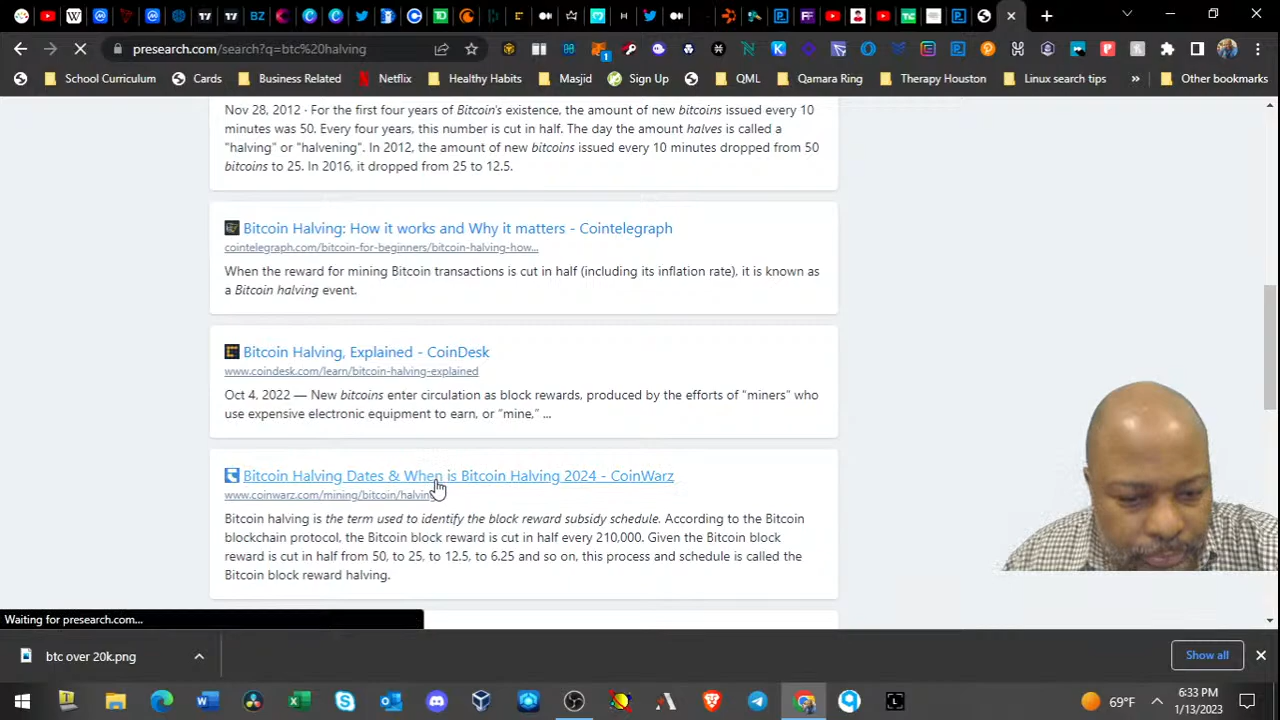 presearch.com/search?q=btc%20halving
School Curriculum
Cards
Business Related
Netflix
Healthy Habits
Masjid
Sign Up
QML
Qamara Ring
Therapy Houston
Linux search tips
»
Other bookmarks
Nov 28, 2012 · For the first four years of Bitcoin's existence, the amount of new bitcoins issued every 10
minutes was 50. Every four years, this number is cut in half. The day the amount halves is called a
"halving" or "halvening". In 2012, the amount of new bitcoins issued every 10 minutes dropped from 50
bitcoins to 25. In 2016, it dropped from 25 to 12.5.
Bitcoin Halving: How it works and Why it matters - Cointelegraph
cointelegraph.com/bitcoin-for-beginners/bitcoin-halving-how...
When the reward for mining Bitcoin transactions is cut in half (including its inflation rate), it is known as
a Bitcoin halving event.
Bitcoin Halving, Explained - CoinDesk
www.coindesk.com/learn/bitcoin-halving-explained
Oct 4, 2022 — New bitcoins enter circulation as block rewards, produced by the efforts of “miners” who
use expensive electronic equipment to earn, or “mine,” ...
Bitcoin Halving Dates & When is Bitcoin Halving 2024 - CoinWarz
www.coinwarz.com/mining/bitcoin/halving
Bitcoin halving is the term used to identify the block reward subsidy schedule. According to the Bitcoin
blockchain protocol, the Bitcoin block reward is cut in half every 210,000. Given the Bitcoin block
reward is cut in half from 50, to 25, to 12.5, to 6.25 and so on, this process and schedule is called the
Bitcoin block reward halving.
Waiting for presearch.com...
btc over 20k.png
Show all
69°F
6:33 PM
1/13/2023